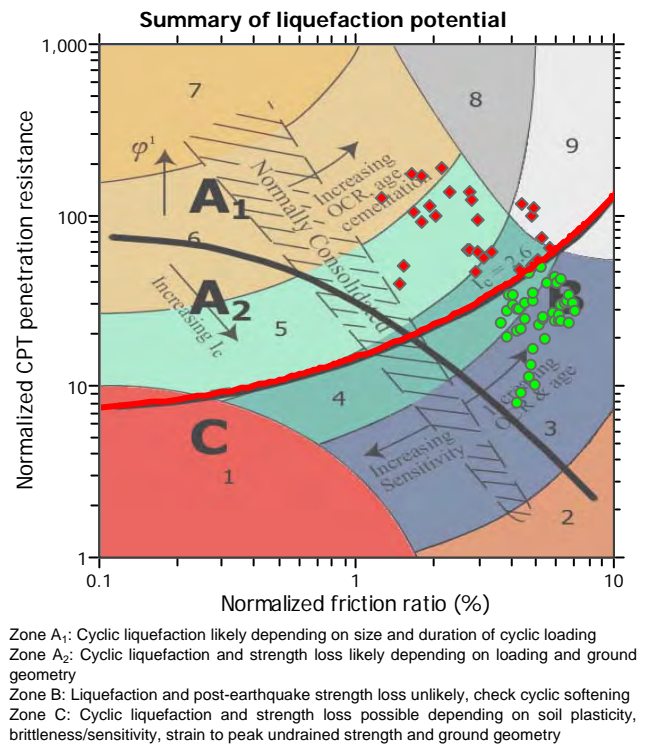 Summary of liquefaction potential
1,000
7
8
9
φ¹
A₁
Increasing
OCR, age
cementation
Normally Consolidated
100
6
Ic = 2.6
A₂
Increasing Ic
B
5
10
4
Increasing
OCR & age
C
Increasing
Sensitivity
3
1
2
1
0.1
1
10
Normalized CPT penetration resistance
Normalized friction ratio (%)
Zone A₁: Cyclic liquefaction likely depending on size and duration of cyclic loading
Zone A₂: Cyclic liquefaction and strength loss likely depending on loading and ground
geometry
Zone B: Liquefaction and post-earthquake strength loss unlikely, check cyclic softening
Zone C: Cyclic liquefaction and strength loss possible depending on soil plasticity,
brittleness/sensitivity, strain to peak undrained strength and ground geometry